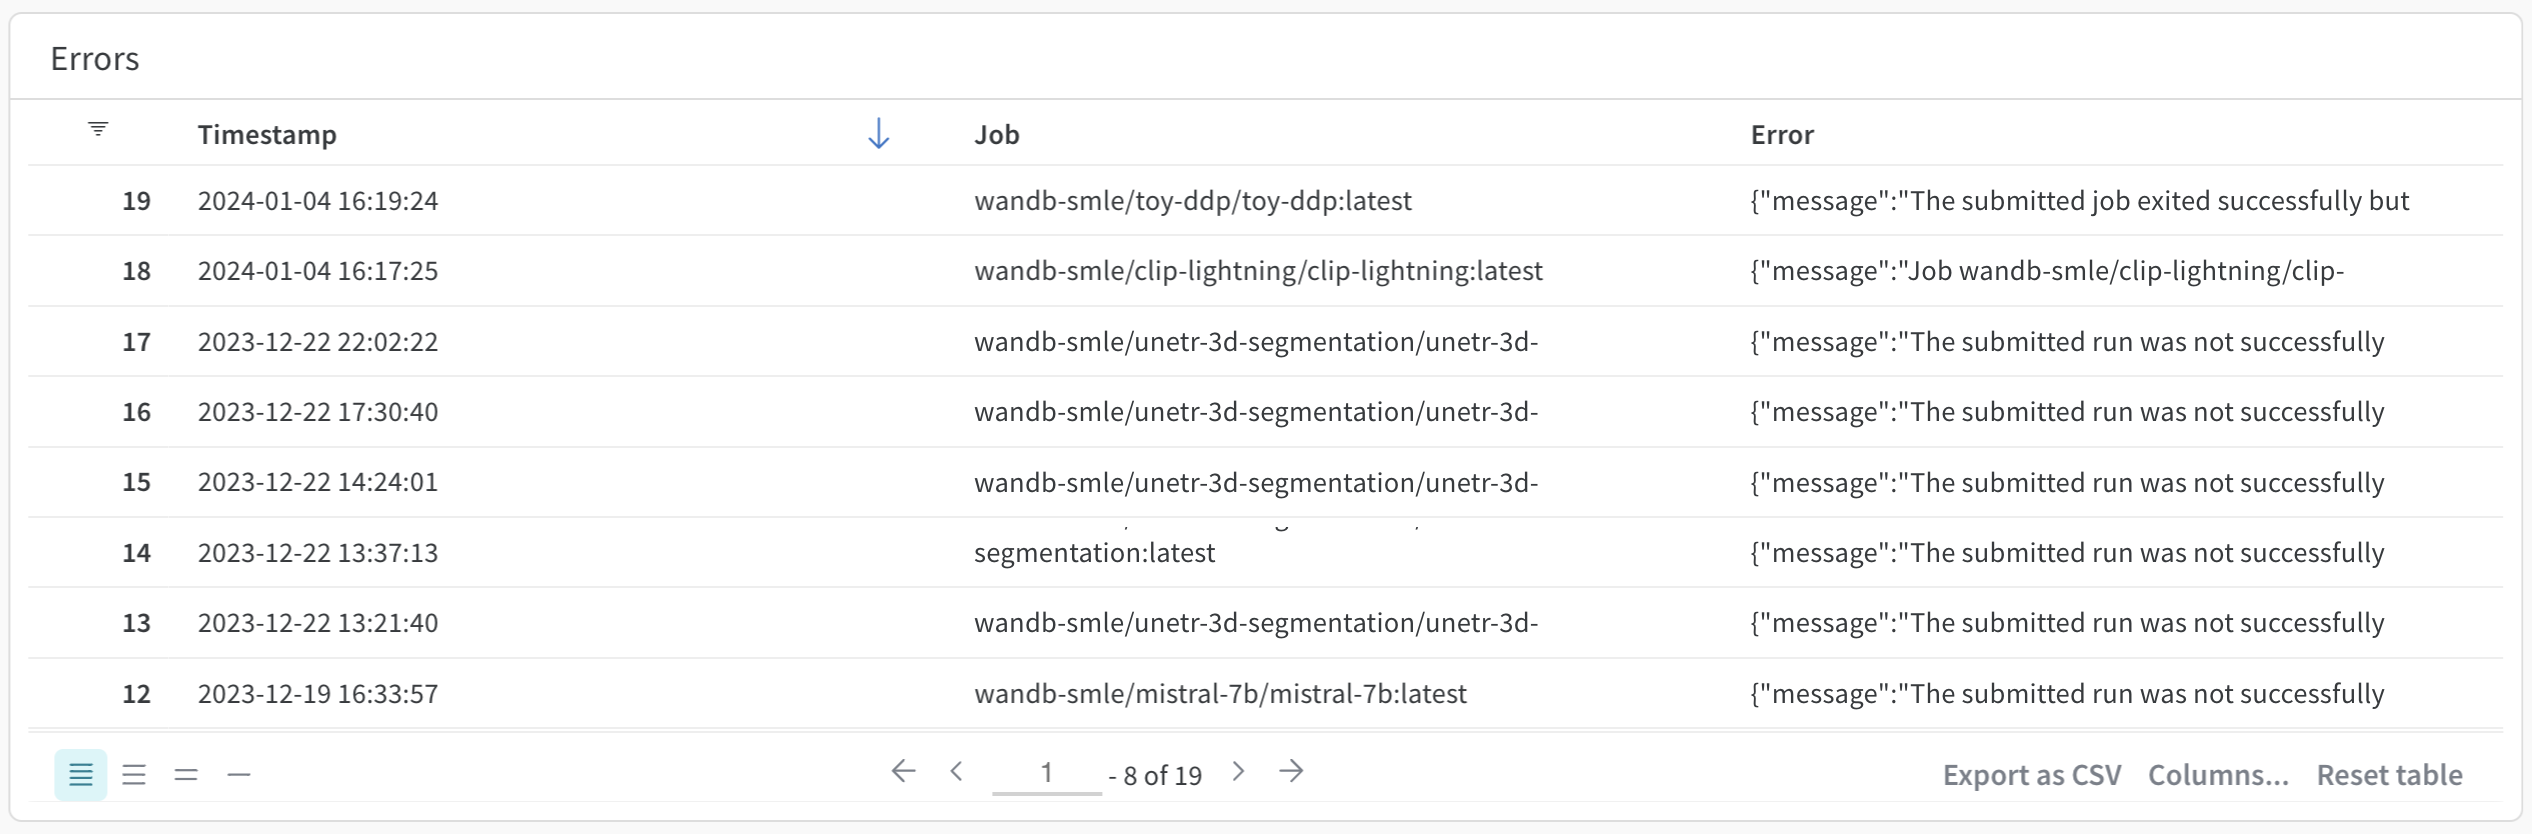 Errors
Timestamp Job Error
19 2024-01-04 16:19:24 wandb-smle/toy-ddp/toy-ddp:latest {"message":"The submitted job exited successfully but
18 2024-01-04 16:17:25 wandb-smle/clip-lightning/clip-lightning:latest {"message":"Job wandb-smle/clip-lightning/clip-
17 2023-12-22 22:02:22 wandb-smle/unetr-3d-segmentation/unetr-3d- {"message":"The submitted run was not successfully
16 2023-12-22 17:30:40 wandb-smle/unetr-3d-segmentation/unetr-3d- {"message":"The submitted run was not successfully
15 2023-12-22 14:24:01 wandb-smle/unetr-3d-segmentation/unetr-3d- {"message":"The submitted run was not successfully
14 2023-12-22 13:37:13 segmentation:latest {"message":"The submitted run was not successfully
13 2023-12-22 13:21:40 wandb-smle/unetr-3d-segmentation/unetr-3d- {"message":"The submitted run was not successfully
12 2023-12-19 16:33:57 wandb-smle/mistral-7b/mistral-7b:latest {"message":"The submitted run was not successfully
1 - 8 of 19 Export as CSV Columns... Reset table